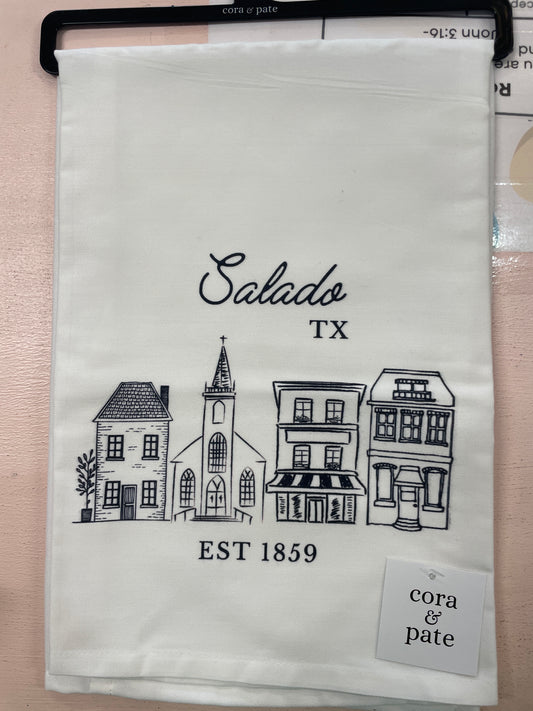 cora & pate
John 3:16-
Salado
TX
EST 1859
cora
&
pate